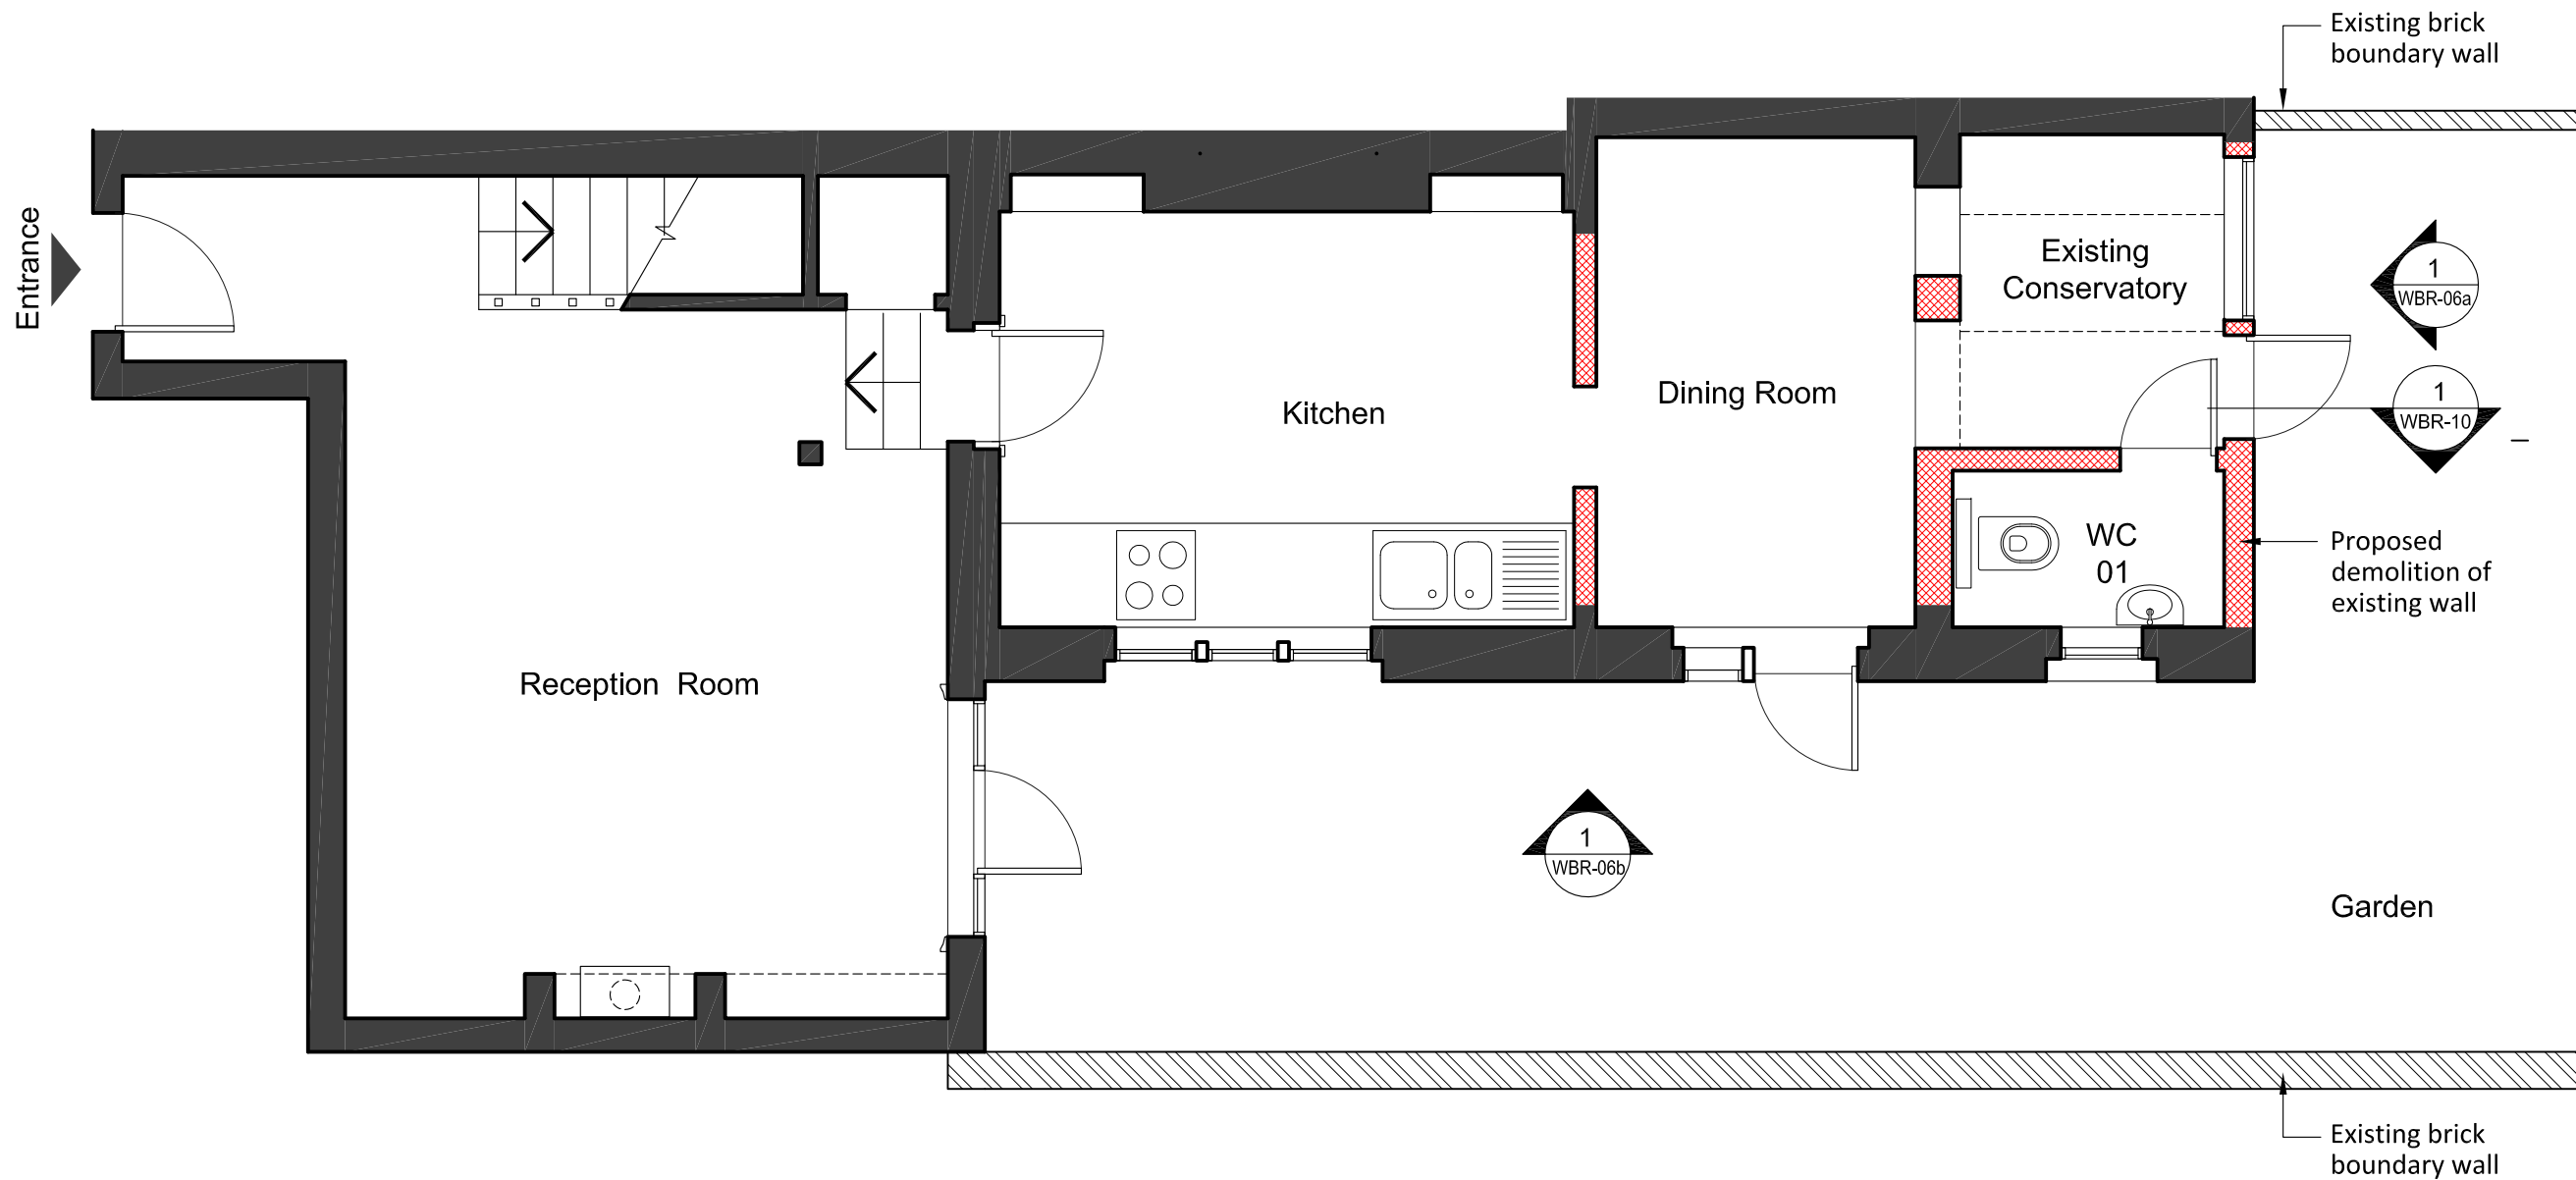 Existing brick
boundary wall
Entrance
Existing
Conservatory
1
WBR-06a
Kitchen
Dining Room
1
WBR-10
WC
01
Proposed
demolition of
existing wall
Reception Room
1
WBR-06b
Garden
Existing brick
boundary wall